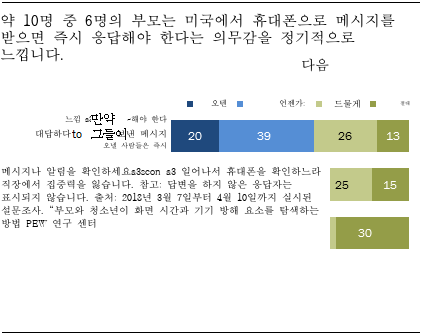 약 10명 중 6명의 부모는 미국에서 휴대폰으로 메시지를
받으면 즉시 응답해야 한다는 의무감을 정기적으로
느낍니다.
다음
오텐 언젠가: 드물게
느낌 s 만약 -해야 한다
대답하다 to 그들이 보낸 메시지
오넨 사람들은 즉시
20 39 26 13
메시지나 알림을 확인하세요s3scon s3 일어나서 휴대폰을 확인하느라
직장에서 집중력을 잃습니다. 참고: 답변을 하지 않은 응답자는
표시되지 않습니다. 출처: 2018년 3월 7일부터 4월 10일까지 실시된
설문조사. "부모와 청소년이 화면 시간과 기기 방해 요소를 탐색하는
방법 PEW 연구 센터
25 15
30